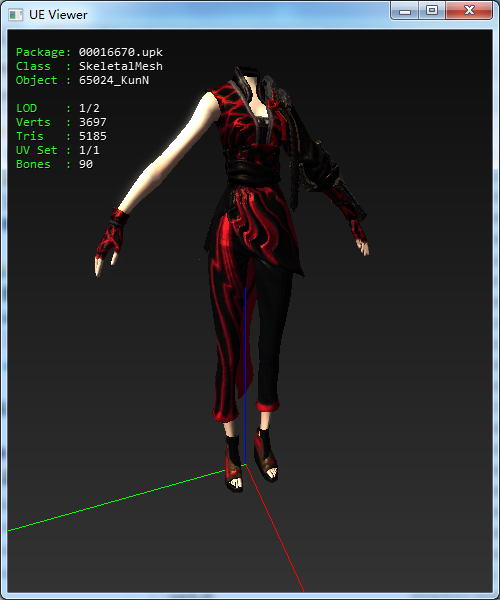 UE Viewer
Package: 00016670.upk
Class : SkeletalMesh
Object : 65024_KunN
LOD : 1/2
Verts : 3697
Tris : 5185
UV Set : 1/1
Bones : 90